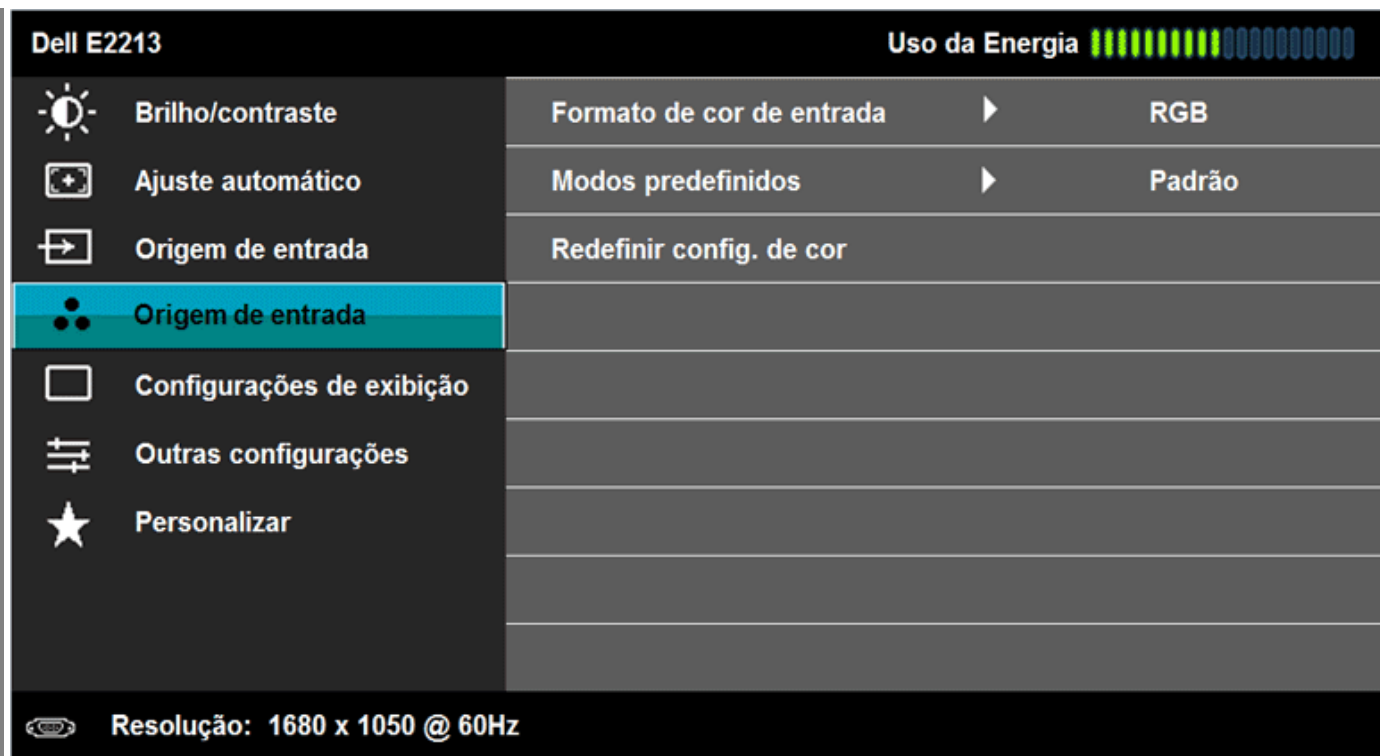 Dell E2213 Uso da Energia
Brilho/contraste Formato de cor de entrada RGB
Ajuste automático Modos predefinidos Padrão
Origem de entrada Redefinir config. de cor
Origem de entrada
Configurações de exibição
Outras configurações
Personalizar
Resolução: 1680 x 1050 @ 60Hz